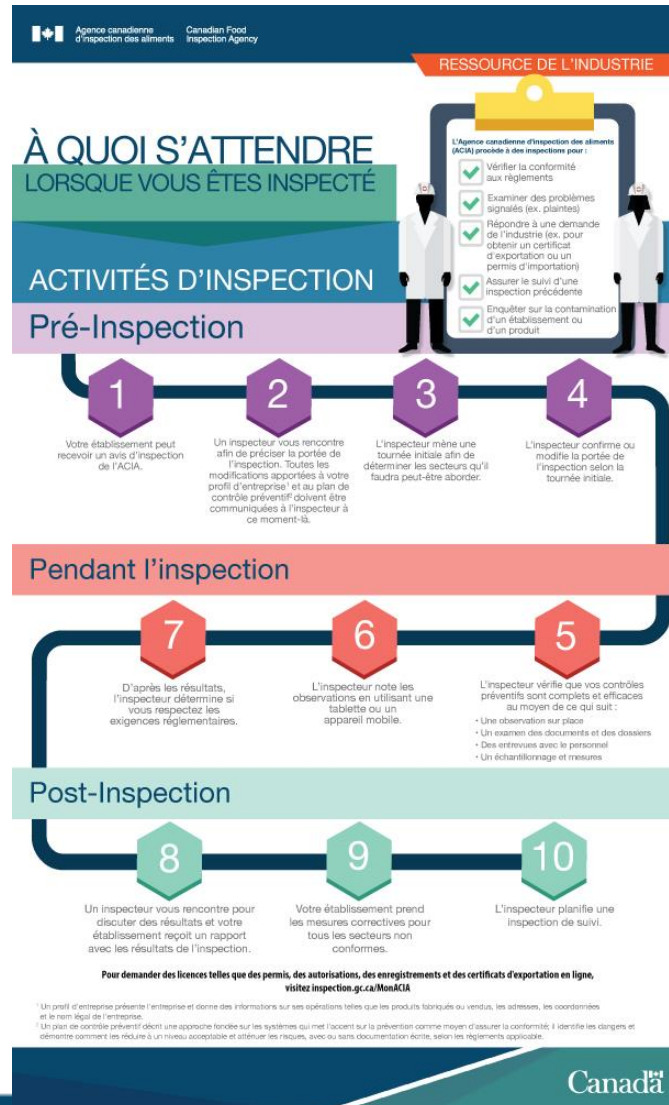 Agence canadienne
d'inspection des aliments
Canadian Food
Inspection Agency
RESSOURCE DE L'INDUSTRIE
À QUOI S'ATTENDRE
LORSQUE VOUS ÊTES INSPECTÉ
L'Agence canadienne d'inspection des aliments
(ACIA) procède à des inspections pour :
Vérifier la conformité
aux règlements
Examiner des problèmes
signalés (ex. plaintes)
Répondre à une demande
de l'industrie (ex. pour
obtenir un certificat
d'exportation ou un
permis d'importation)
Assurer le suivi d'une
inspection précédente
Enquêter sur la contamination
d'un établissement ou
d'un produit
ACTIVITÉS D'INSPECTION
Pré-Inspection
1
Votre établissement peut
recevoir un avis d'inspection
de l'ACIA.
2
Un inspecteur vous rencontre
afin de préciser la portée de
l'inspection. Toutes les
modifications apportées à votre
profil d'entreprise¹ et au plan de
contrôle préventif² doivent être
communiquées à l'inspecteur à
ce moment-là.
3
L'inspecteur mène une
tournée initiale afin de
déterminer les secteurs qu'il
faudra peut-être aborder.
4
L'inspecteur confirme ou
modifie la portée de
l'inspection selon la
tournée initiale.
Pendant l'inspection
5
L'inspecteur vérifie que vos contrôles
préventifs sont complets et efficaces
au moyen de ce qui suit :
• Une observation sur place
• Un examen des documents et des dossiers
• Des entrevues avec le personnel
• Un échantillonnage et mesures
6
L'inspecteur note les
observations en utilisant une
tablette ou un
appareil mobile.
7
D'après les résultats,
l'inspecteur détermine si
vous respectez les
exigences réglementaires.
Post-Inspection
8
Un inspecteur vous rencontre pour
discuter des résultats et votre
établissement reçoit un rapport
avec les résultats de l'inspection.
9
Votre établissement prend
les mesures correctives pour
tous les secteurs non
conformes.
10
L'inspecteur planifie une
inspection de suivi.
Pour demander des licences telles que des permis, des autorisations, des enregistrements et des certificats d'exportation en ligne,
visitez inspection.gc.ca/MonACIA
¹ Un profil d'entreprise présente l'entreprise et donne des informations sur ses opérations telles que les produits fabriqués ou vendus, les adresses, les coordonnées
et le nom légal de l'entreprise.
² Un plan de contrôle préventif décrit une approche fondée sur les systèmes qui met l'accent sur la prévention comme moyen d'assurer la conformité; il identifie les dangers et
démontre comment les réduire à un niveau acceptable et atténuer les risques, avec ou sans documentation écrite, selon les règlements applicable.
Canada